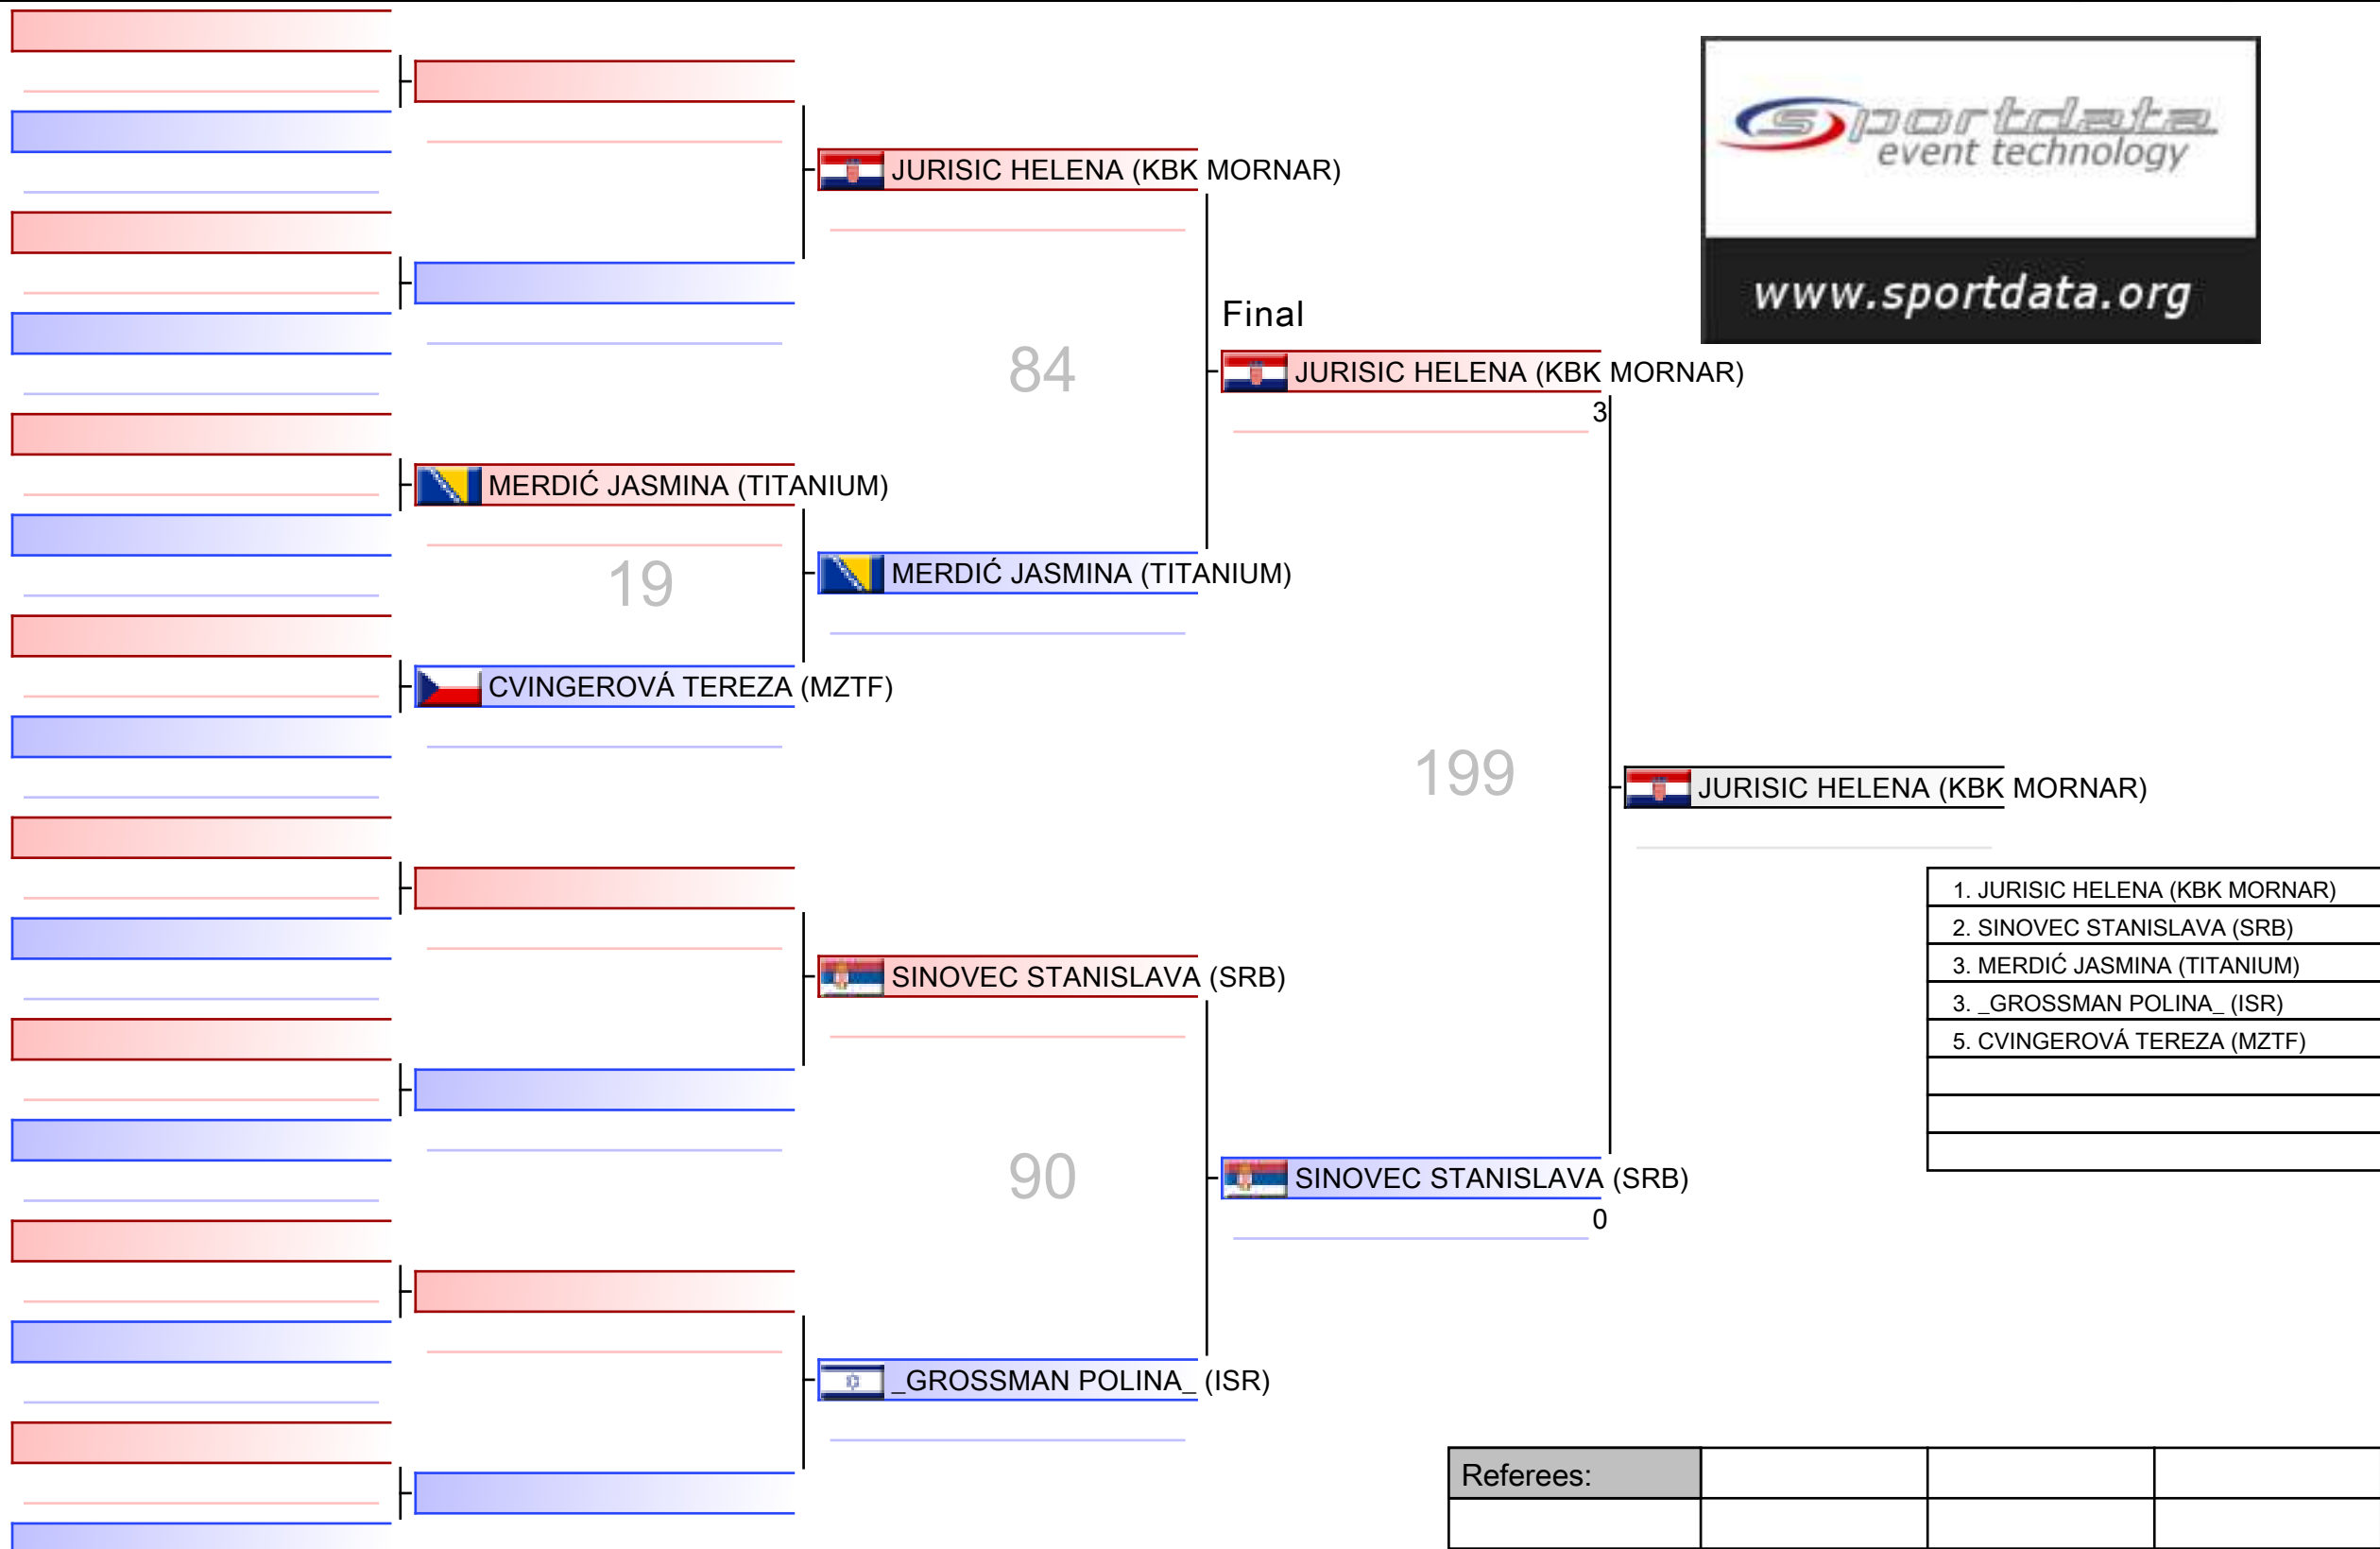 sportdata
event technology
www.sportdata.org
JURISIC HELENA (KBK MORNAR)
84
Final
JURISIC HELENA (KBK MORNAR)
3
MERDIĆ JASMINA (TITANIUM)
19
MERDIĆ JASMINA (TITANIUM)
CVINGEROVÁ TEREZA (MZTF)
199
JURISIC HELENA (KBK MORNAR)
1. JURISIC HELENA (KBK MORNAR)
2. SINOVEC STANISLAVA (SRB)
3. MERDIĆ JASMINA (TITANIUM)
3. _GROSSMAN POLINA_ (ISR)
5. CVINGEROVÁ TEREZA (MZTF)
SINOVEC STANISLAVA (SRB)
90
SINOVEC STANISLAVA (SRB)
0
_GROSSMAN POLINA_ (ISR)
Referees: